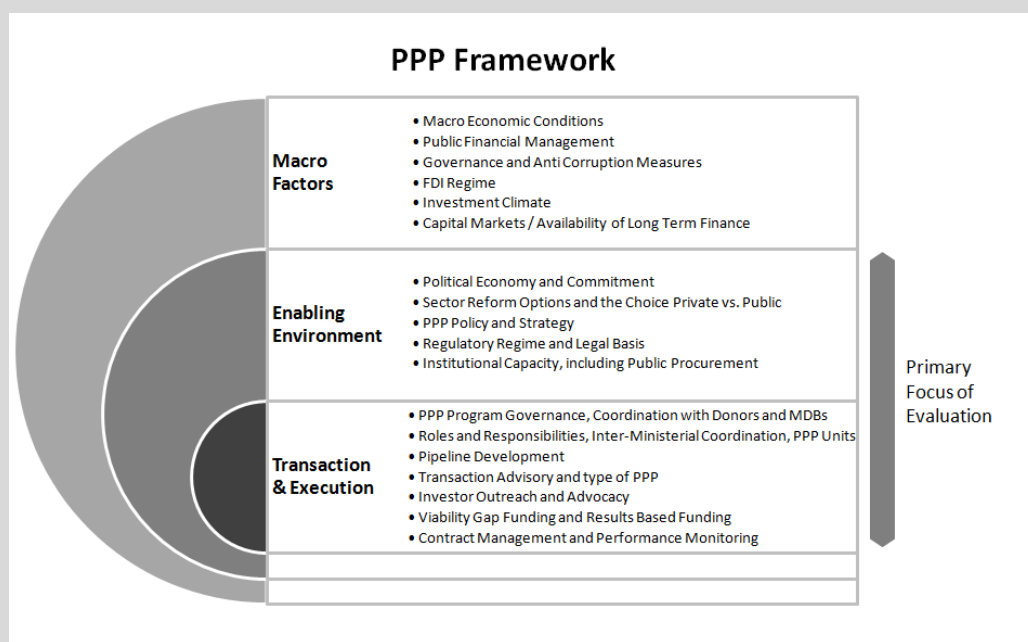 PPP Framework
Macro
Factors
• Macro Economic Conditions
• Public Financial Management
• Governance and Anti Corruption Measures
• FDI Regime
• Investment Climate
• Capital Markets / Availability of Long Term Finance
Enabling
Environment
• Political Economy and Commitment
• Sector Reform Options and the Choice Private vs. Public
• PPP Policy and Strategy
• Regulatory Regime and Legal Basis
• Institutional Capacity, including Public Procurement
Transaction
& Execution
• PPP Program Governance, Coordination with Donors and MDBs
• Roles and Responsibilities, Inter-Ministerial Coordination, PPP Units
• Pipeline Development
• Transaction Advisory and type of PPP
• Investor Outreach and Advocacy
• Viability Gap Funding and Results Based Funding
• Contract Management and Performance Monitoring
Primary
Focus of
Evaluation